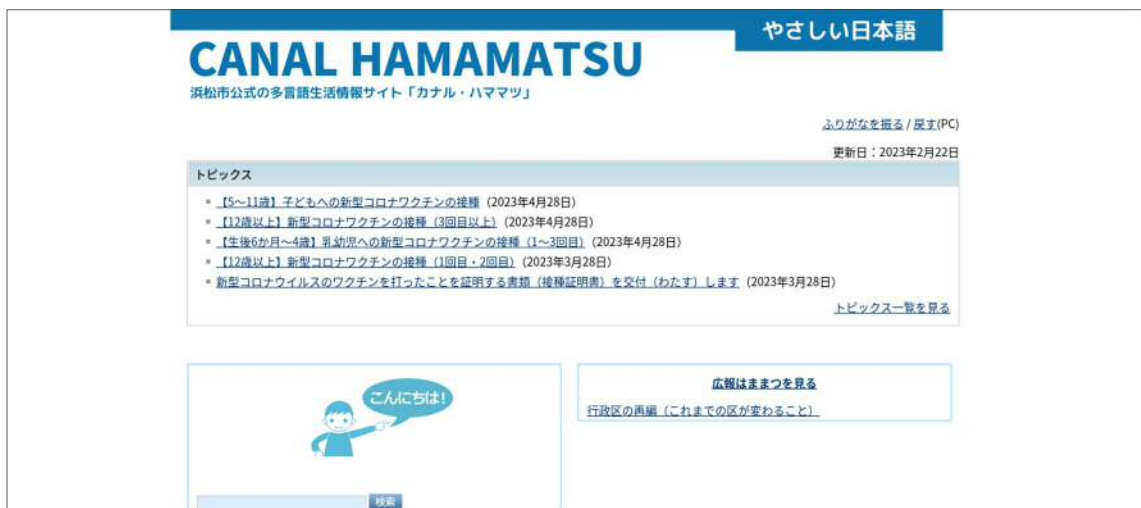 やさしい日本語
CANAL HAMAMATSU
浜松市公式の多言語生活情報サイト「カナル・ハママツ」
ふりがなを振る / 戻す(PC)
更新日：2023年2月22日
トピックス
【5～11歳】子どもへの新型コロナワクチンの接種 (2023年4月28日)
【12歳以上】新型コロナワクチンの接種（3回目以上）(2023年4月28日)
【生後6か月～4歳】乳幼児への新型コロナワクチンの接種（1～3回目）(2023年4月28日)
【12歳以上】新型コロナワクチンの接種（1回目・2回目）(2023年3月28日)
新型コロナウイルスのワクチンを打ったことを証明する書類（接種証明書）を交付（わたす）します (2023年3月28日)
トピックス一覧を見る
こんにちは!
検索
広報はままつを見る
行政区の再編（これまでの区が変わること）